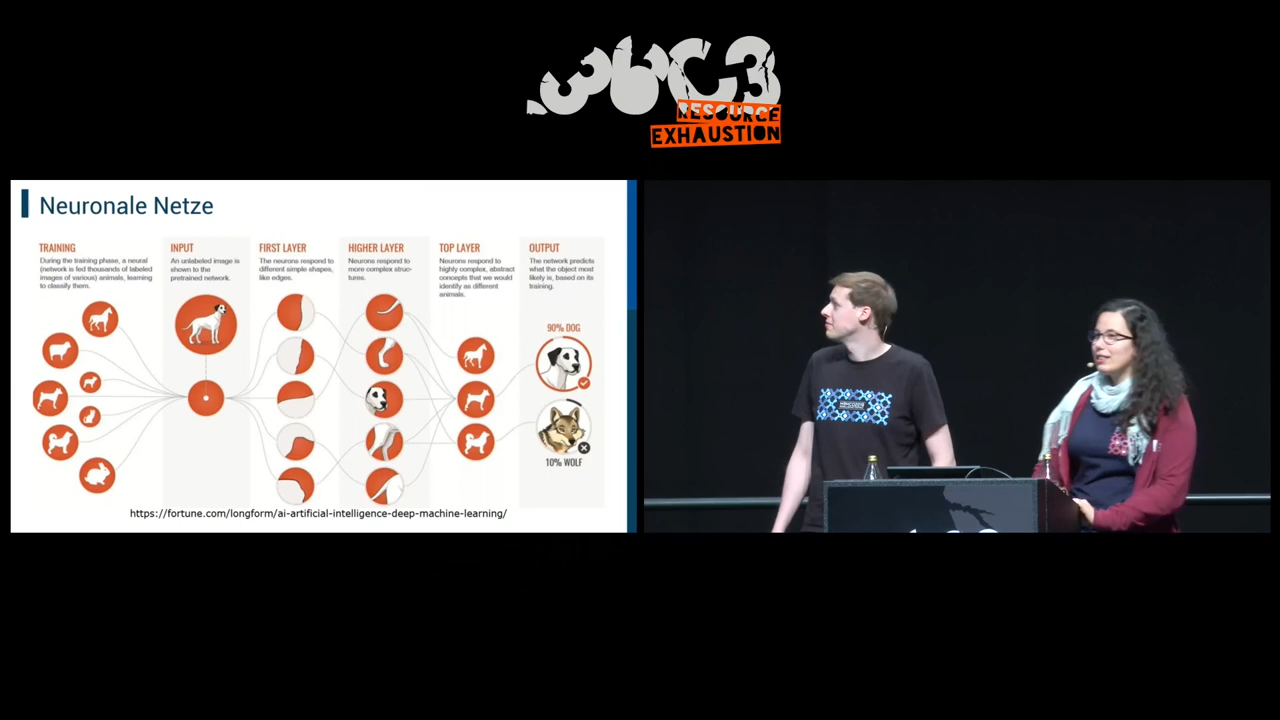 36C3
RESOURCE
EXHAUSTION
Neuronale Netze
TRAINING
During the training phase, a neural
(network is fed thousands of labeled
images of various) animals, learning
to classify them.
INPUT
An unlabeled image is
shown to the
pretrained network.
FIRST LAYER
The neurons respond to
different simple shapes,
like edges.
HIGHER LAYER
Neurons respond to
more complex struc-
tures.
TOP LAYER
Neurons respond to
highly complex, abstract
concepts that we would
identify as different
animals.
OUTPUT
The network predicts
what the object most
likely is, based on its
training.
90% DOG
10% WOLF
https://fortune.com/longform/ai-artificial-intelligence-deep-machine-learning/